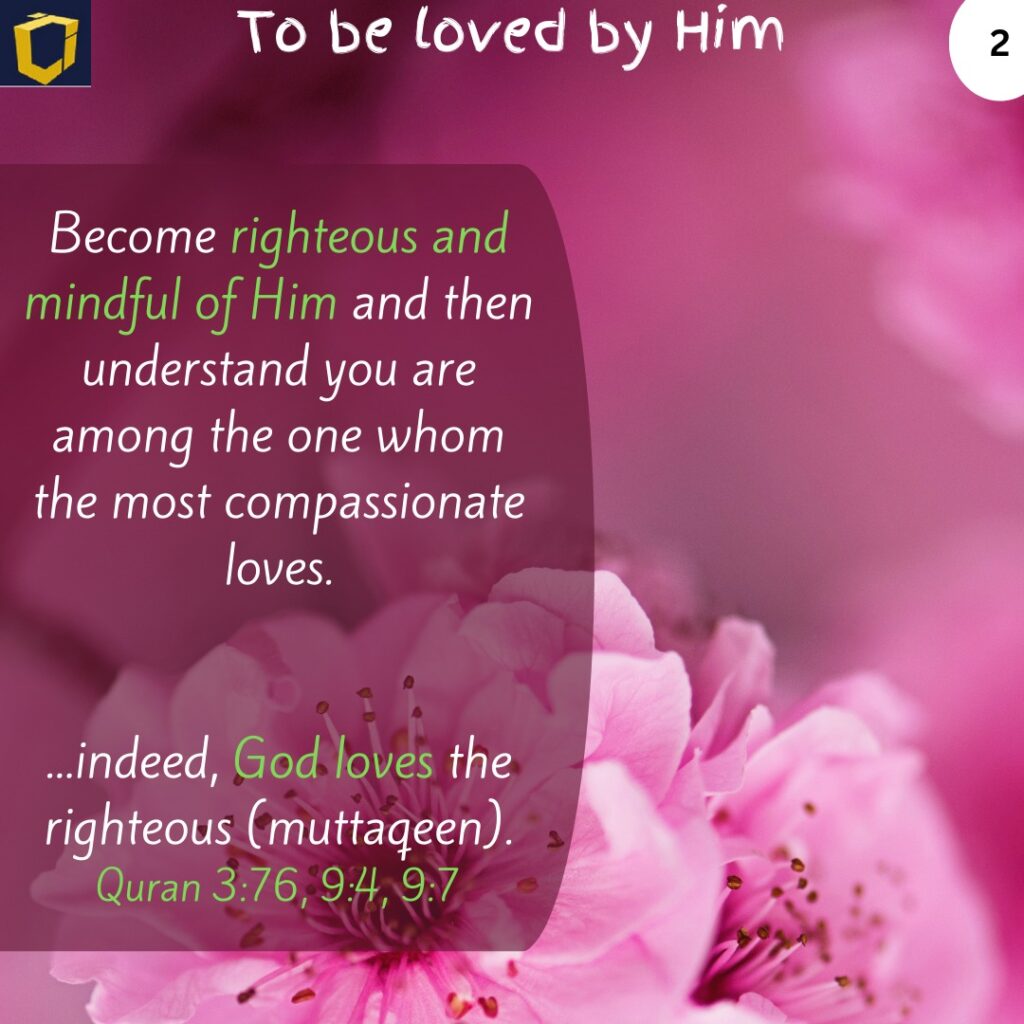 To be loved by Him
2
Become righteous and
mindful of Him and then
understand you are
among the one whom
the most compassionate
loves.
...indeed, God loves the
righteous (muttaqeen).
Quran 3:76, 9:4, 9:7